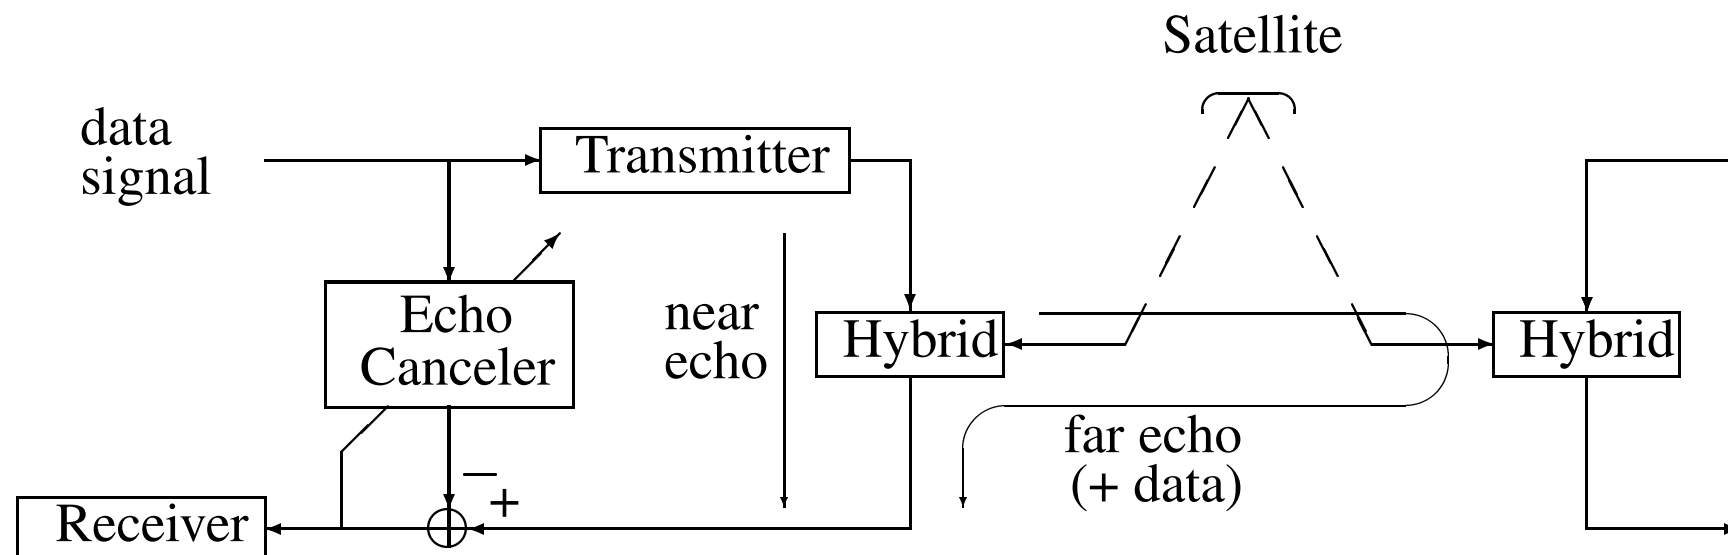 Satellite
data
signal
Transmitter
Echo
Canceler
near
echo
Hybrid
Hybrid
far echo
(+ data)
−
+
Receiver